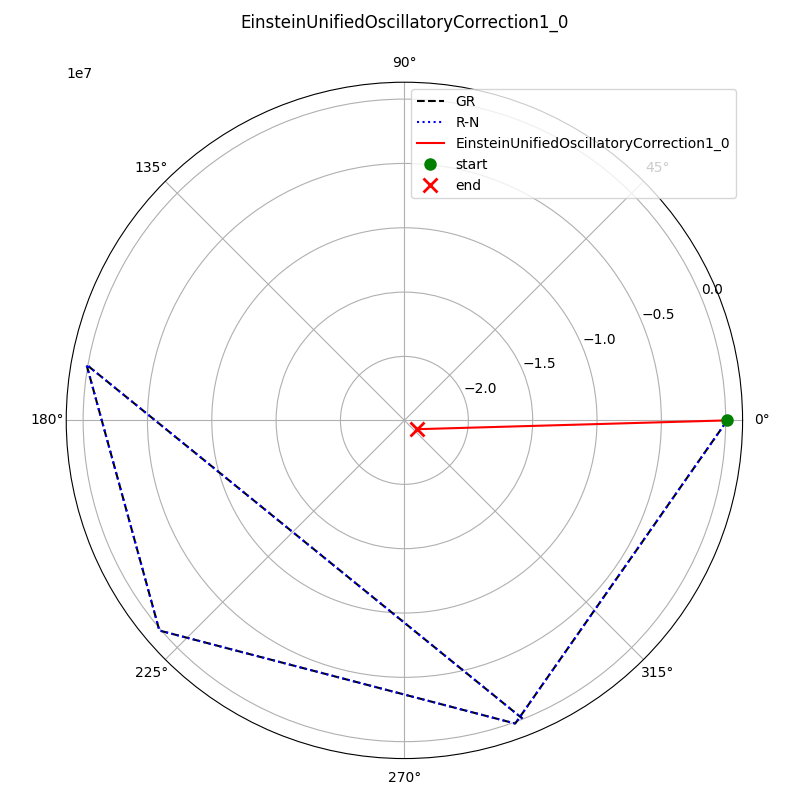 EinsteinUnifiedOscillatoryCorrection1_0
1e7
90°
GR
R-N
EinsteinUnifiedOscillatoryCorrection1_0
start
end
135°
45°
0.0
−0.5
−1.0
−1.5
−2.0
180°
0°
225°
315°
270°